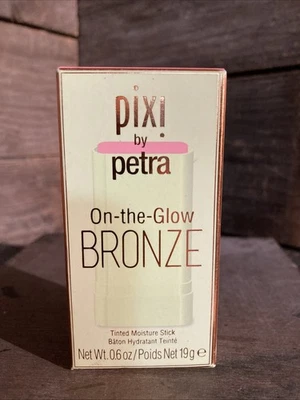 pixi
by
petra
On-the-Glow
BRONZE
Tinted Moisture Stick
Bâton Hydratant Teinté
Net Wt. 0.6 oz/Poids Net 19g ℮